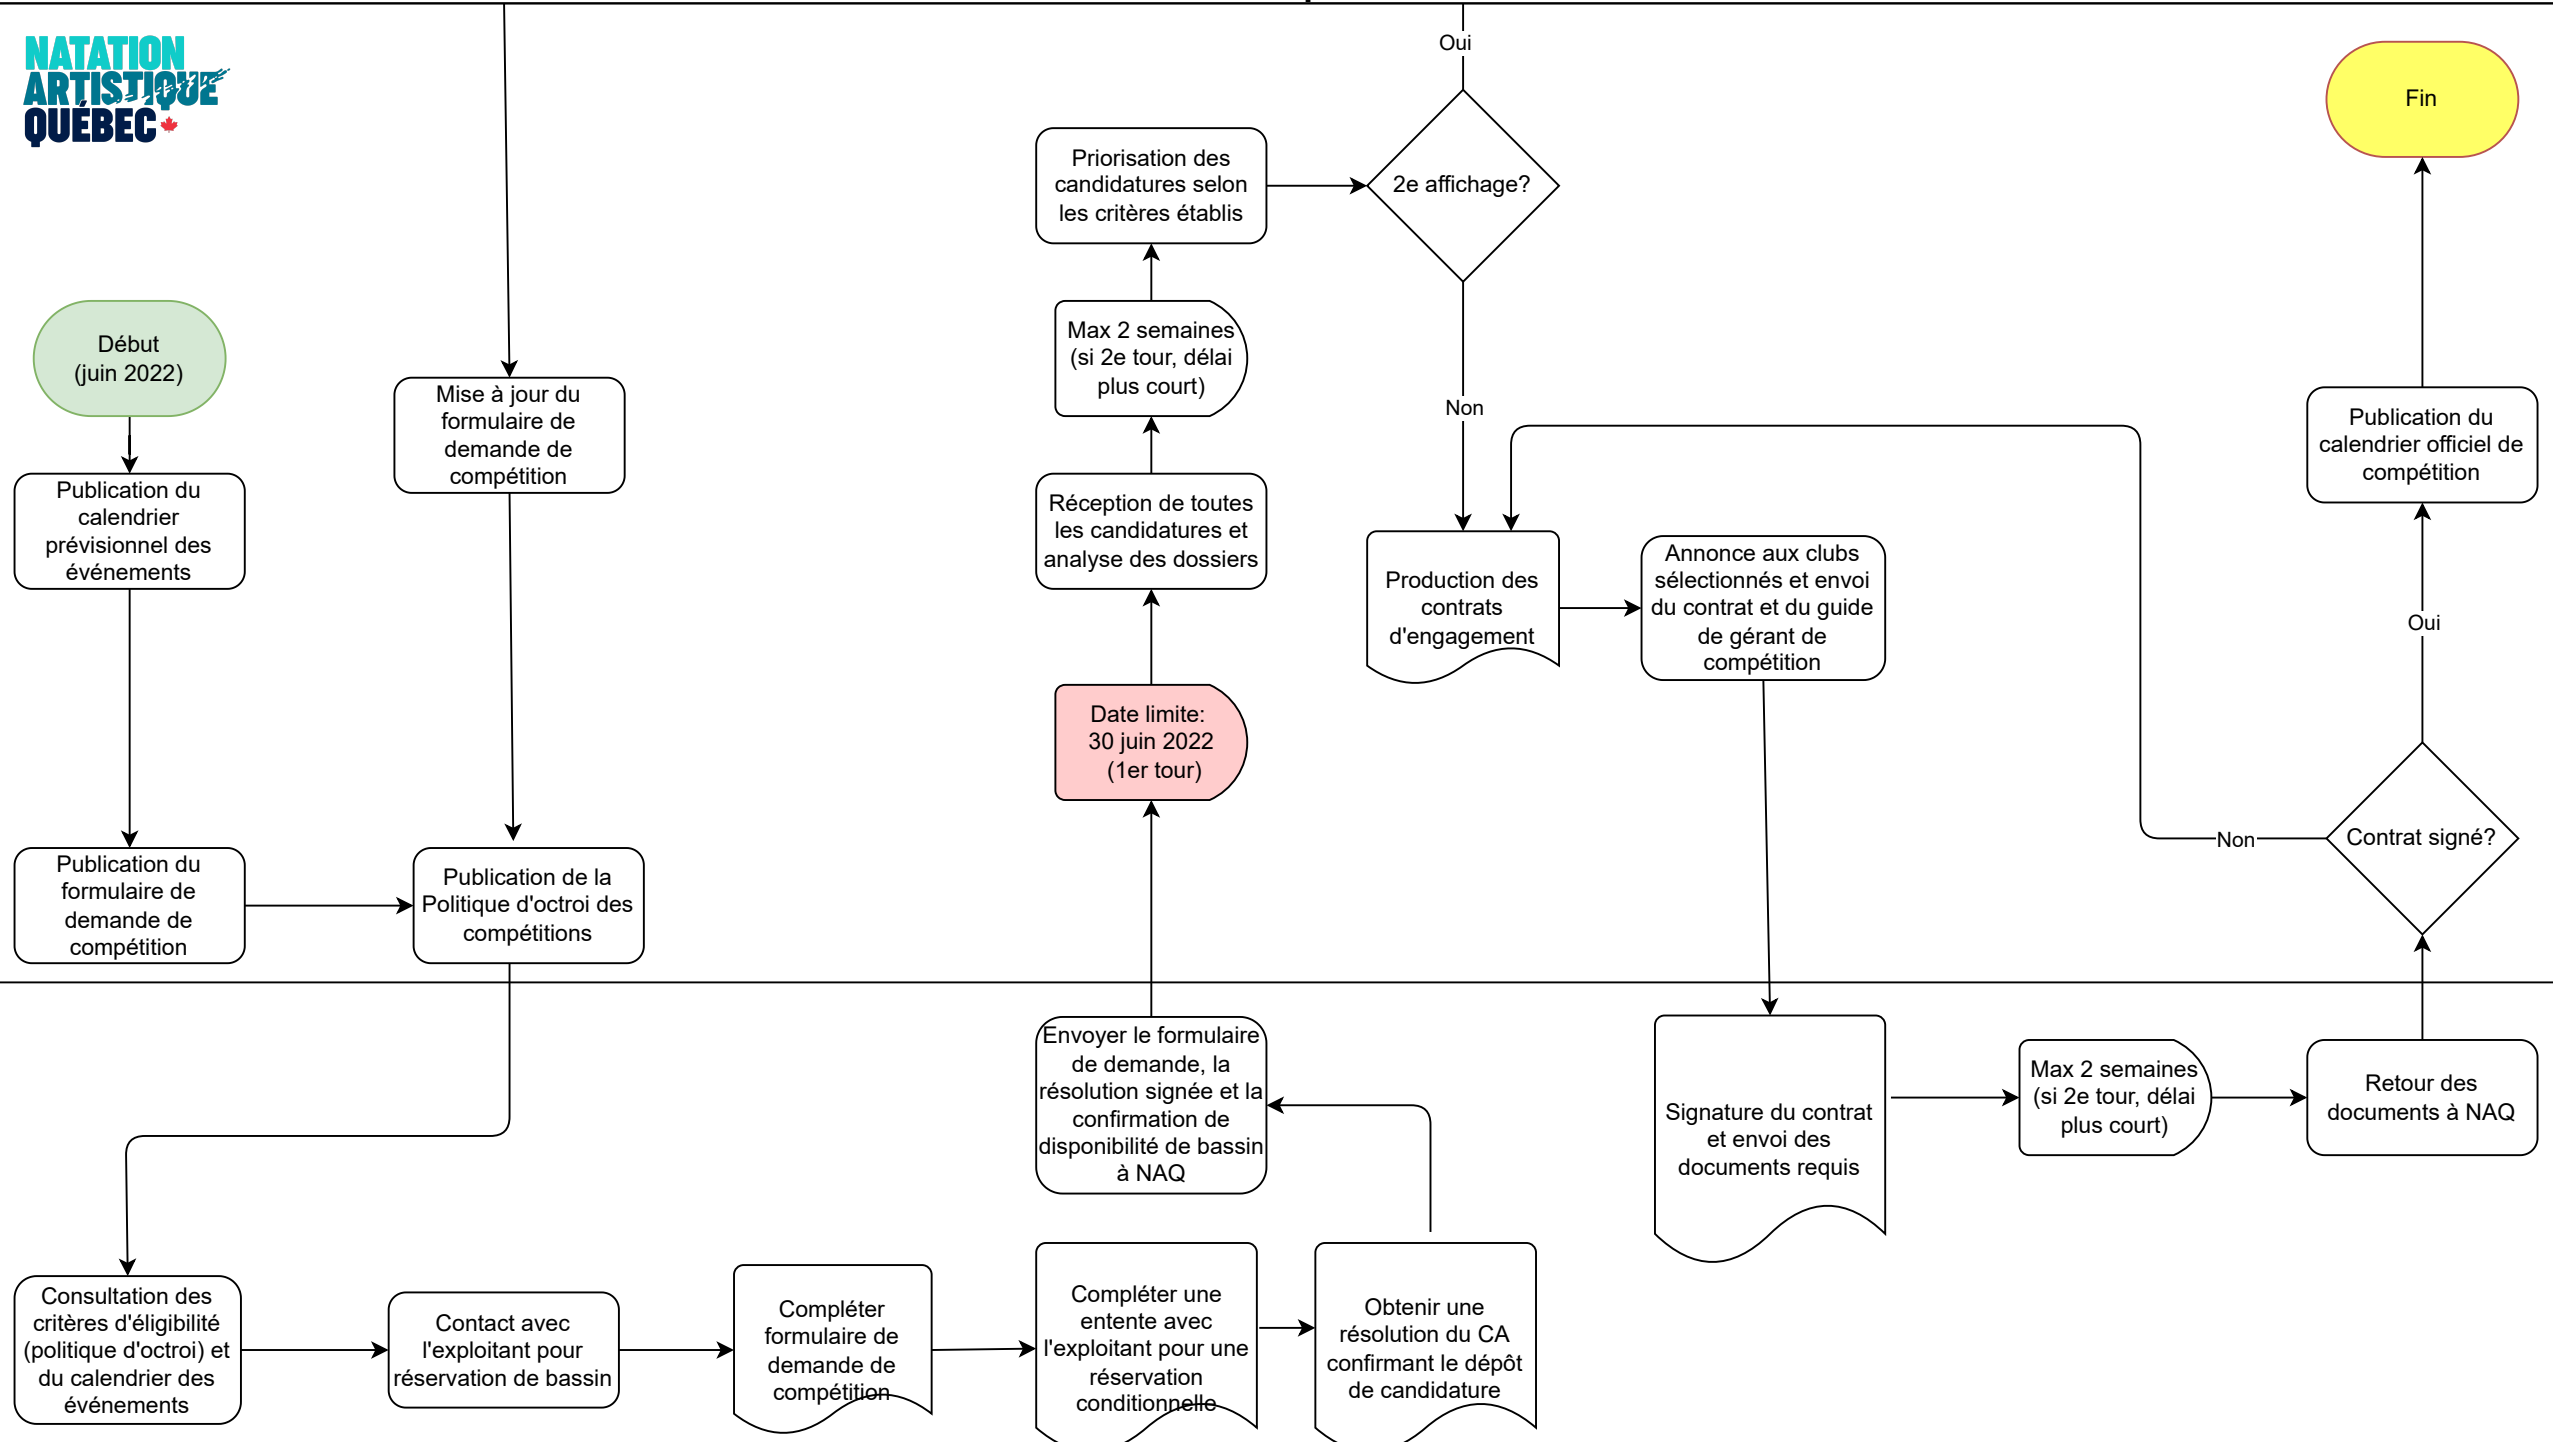 NATATION
ARTISTIQUE
QUÉBEC
Début
(juin 2022)
Publication du
calendrier
prévisionnel des
événements
Publication du
formulaire de
demande de
compétition
Mise à jour du
formulaire de
demande de
compétition
Publication de la
Politique d'octroi des
compétitions
Consultation des
critères d'éligibilité
(politique d'octroi) et
du calendrier des
événements
Contact avec
l'exploitant pour
réservation de bassin
Compléter
formulaire de
demande de
compétition
Compléter une
entente avec
l'exploitant pour une
réservation
conditionnelle
Obtenir une
résolution du CA
confirmant le dépôt
de candidature
Envoyer le formulaire
de demande, la
résolution signée et la
confirmation de
disponibilité de bassin
à NAQ
Date limite:
30 juin 2022
(1er tour)
Réception de toutes
les candidatures et
analyse des dossiers
Max 2 semaines
(si 2e tour, délai
plus court)
Priorisation des
candidatures selon
les critères établis
2e affichage?
Oui
Non
Production des
contrats
d'engagement
Annonce aux clubs
sélectionnés et envoi
du contrat et du guide
de gérant de
compétition
Signature du contrat
et envoi des
documents requis
Max 2 semaines
(si 2e tour, délai
plus court)
Retour des
documents à NAQ
Contrat signé?
Non
Oui
Publication du
calendrier officiel de
compétition
Fin